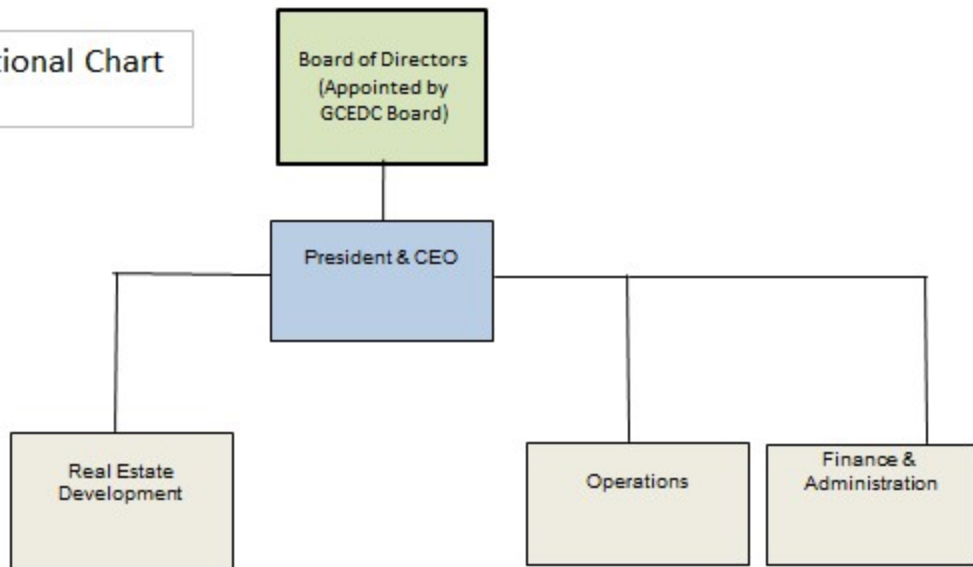 tional Chart
Board of Directors
(Appointed by
GCEDC Board)
President & CEO
Real Estate
Development
Operations
Finance &
Administration